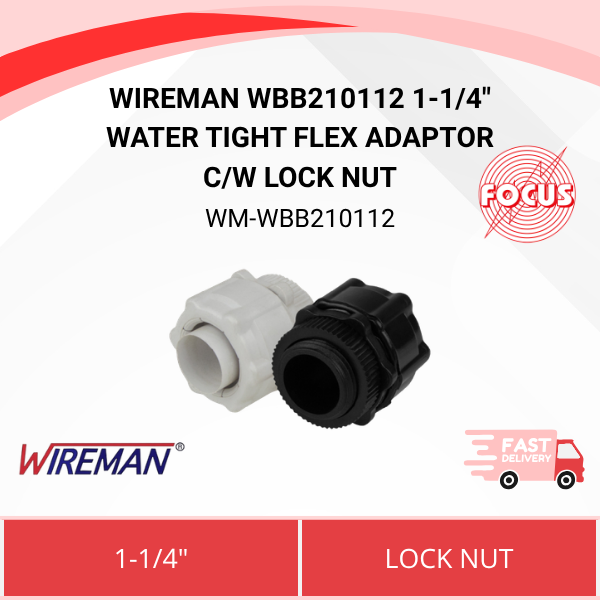 WIREMAN WBB210112 1-1/4"
WATER TIGHT FLEX ADAPTOR
C/W LOCK NUT
WM-WBB210112
FOCUS
WIREMAN®
FAST
DELIVERY
1-1/4"
LOCK NUT